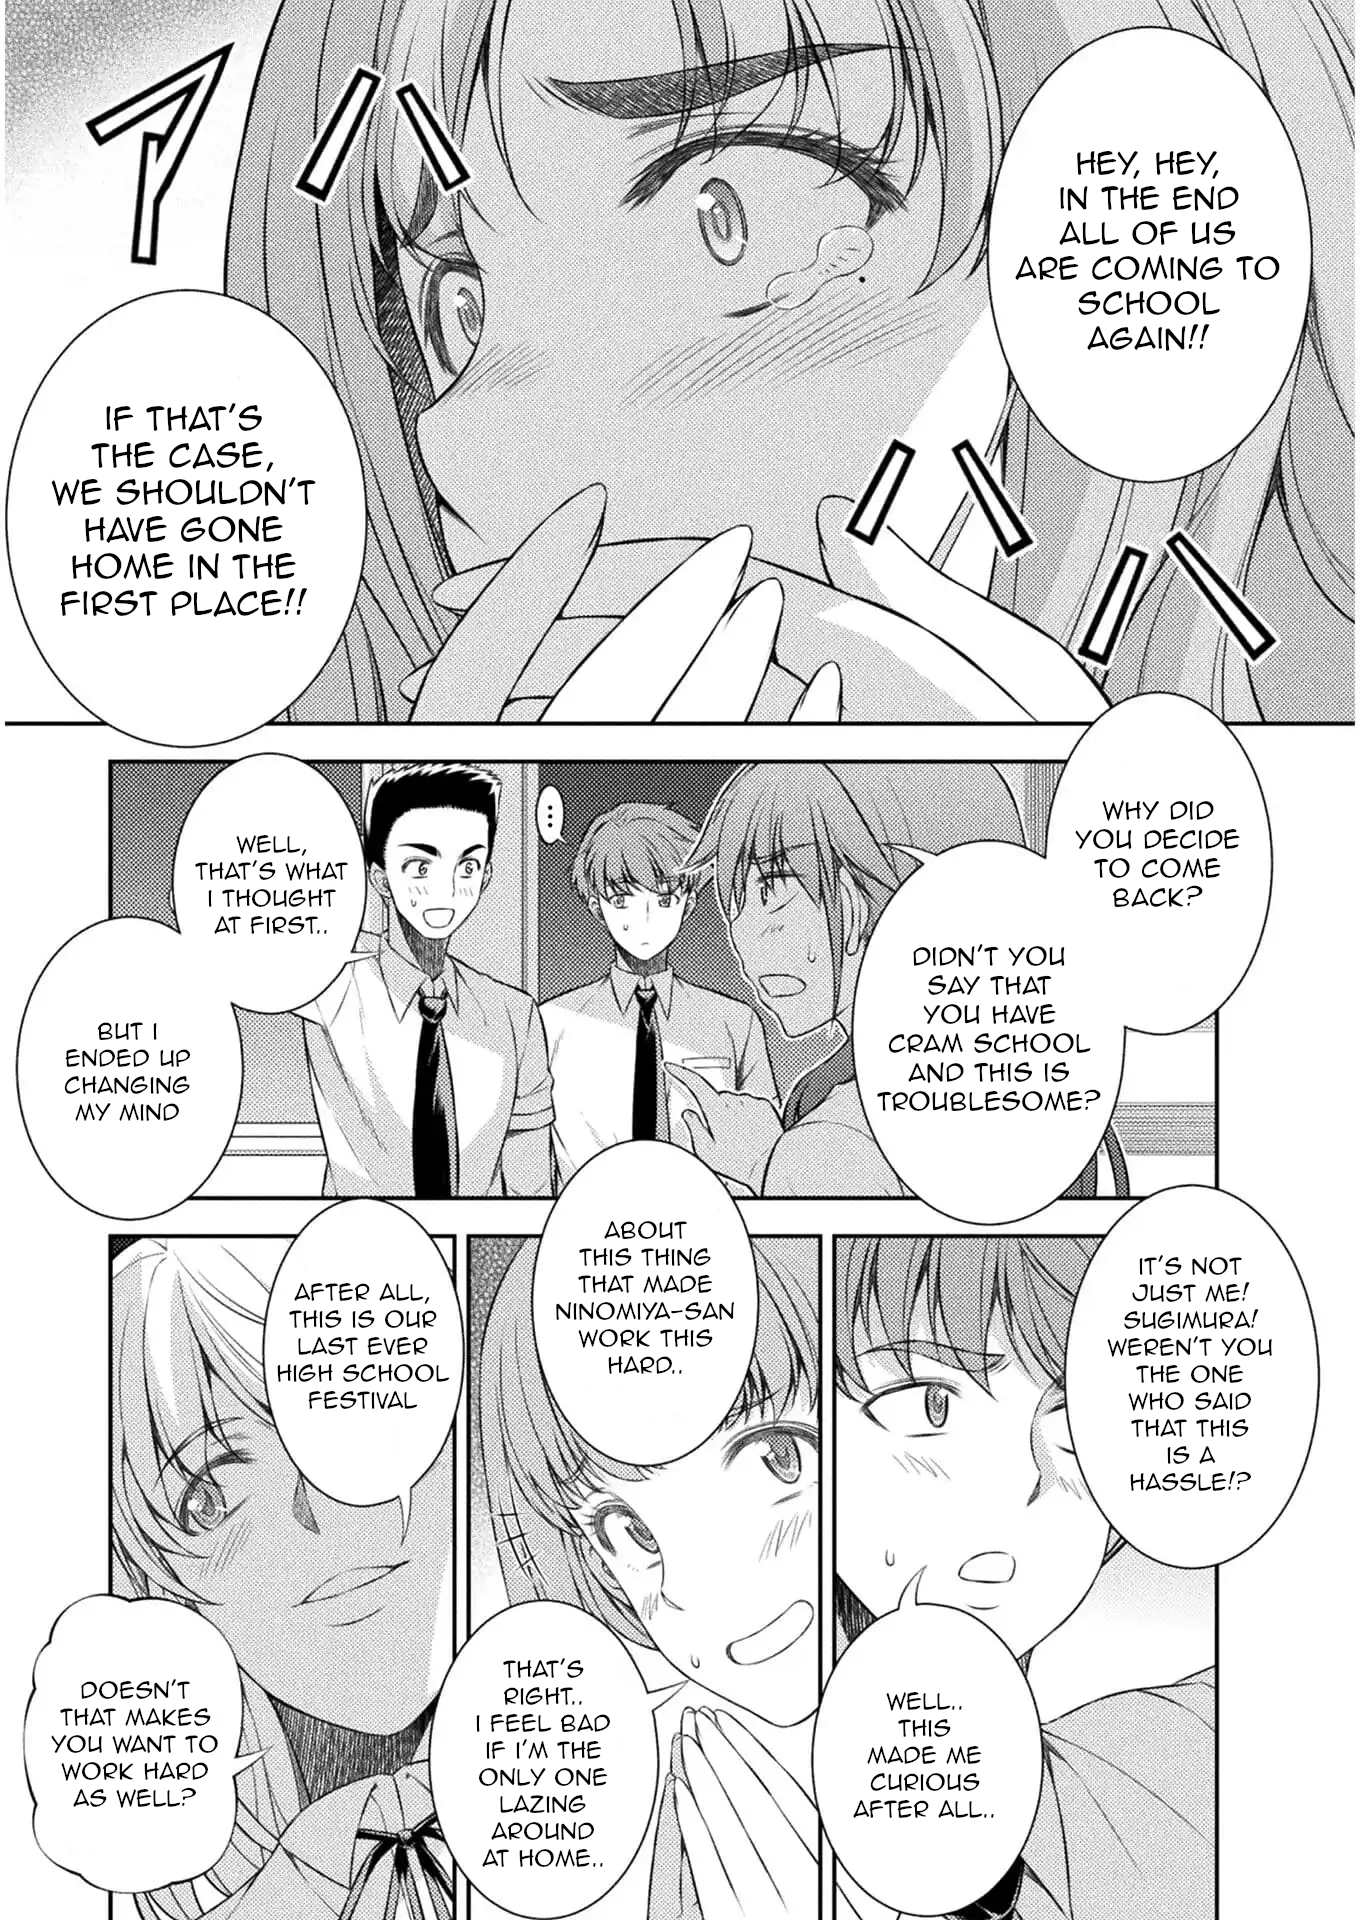 HEY, HEY,
IN THE END
ALL OF US
ARE COMING TO
SCHOOL
AGAIN!!
IF THAT'S
THE CASE,
WE SHOULDN'T
HAVE GONE
HOME IN THE
FIRST PLACE!!
WHY DID
YOU DECIDE
TO COME
BACK?
DIDN'T YOU
SAY THAT
YOU HAVE
CRAM SCHOOL
AND THIS IS
TROUBLESOME?
...
WELL,
THAT'S WHAT
I THOUGHT
AT FIRST..
BUT I
ENDED UP
CHANGING
MY MIND
IT'S NOT
JUST ME!
SUGIMURA!
WEREN'T YOU
THE ONE
WHO SAID
THAT THIS
IS A
HASSLE!?
WELL..
THIS
MADE ME
CURIOUS
AFTER ALL..
ABOUT
THIS THING
THAT MADE
NINOMIYA-SAN
WORK THIS
HARD..
THAT'S
RIGHT..
I FEEL BAD
IF I'M THE
ONLY ONE
LAZING
AROUND
AT HOME..
AFTER ALL,
THIS IS OUR
LAST EVER
HIGH SCHOOL
FESTIVAL
DOESN'T
THAT MAKES
YOU WANT TO
WORK HARD
AS WELL?